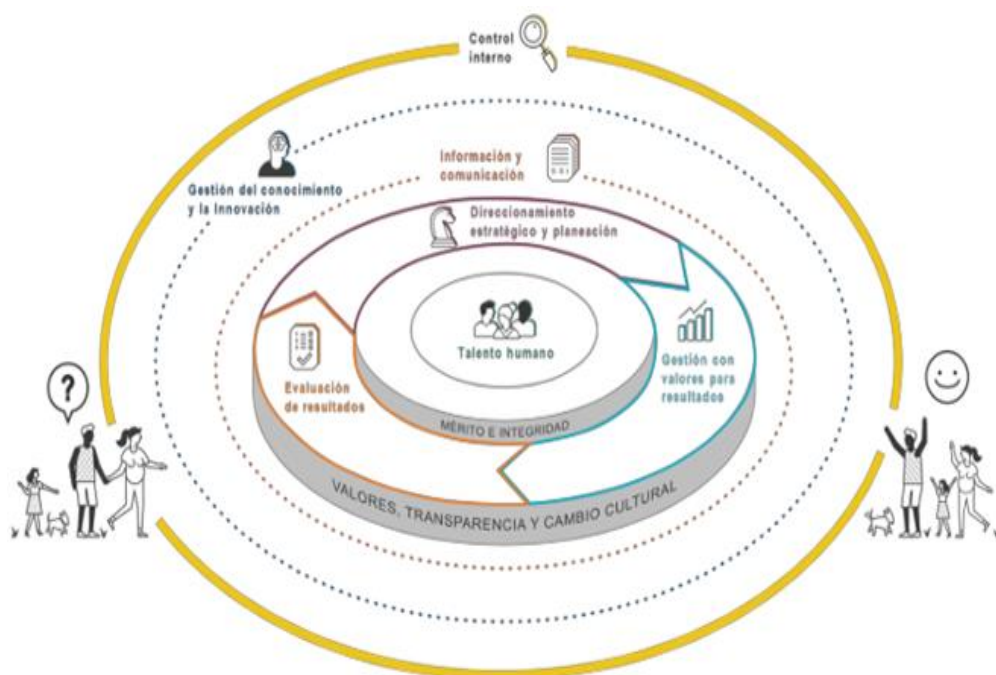 Control
interno
Información y
comunicación
Gestión del conocimiento
y la Innovación
Direccionamiento
estratégico y planeación
Talento humano
Gestión con
valores para
resultados
Evaluación
de resultados
MÉRITO E INTEGRIDAD
VALORES, TRANSPARENCIA Y CAMBIO CULTURAL
?